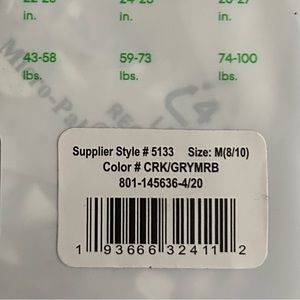 in. in. in.
43-58 59-73 74-100
lbs. lbs. lbs.
Supplier Style # 5133 Size: M(8/10)
Color # CRK/GRYMRB
801-145636-4/20
1 93666 32411 2